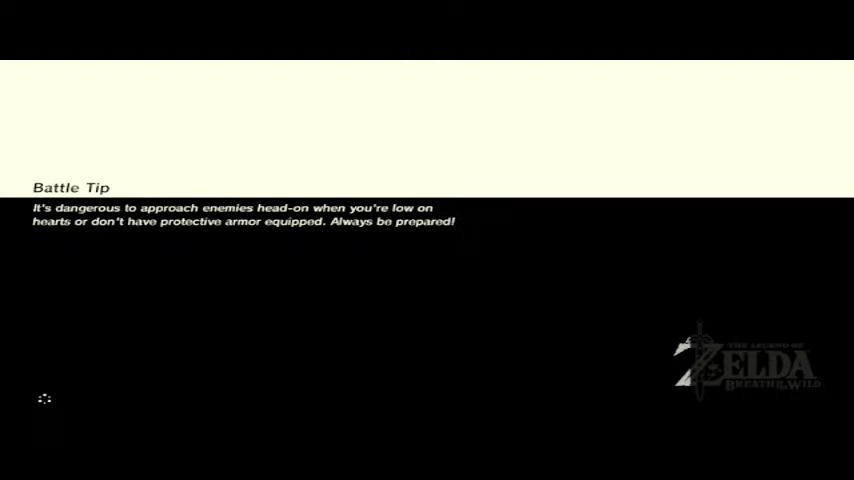 Battle Tip
It's dangerous to approach enemies head-on when you're low on
hearts or don't have protective armor equipped. Always be prepared!
THE LEGEND OF
ZELDA
BREATH OF THE WILD